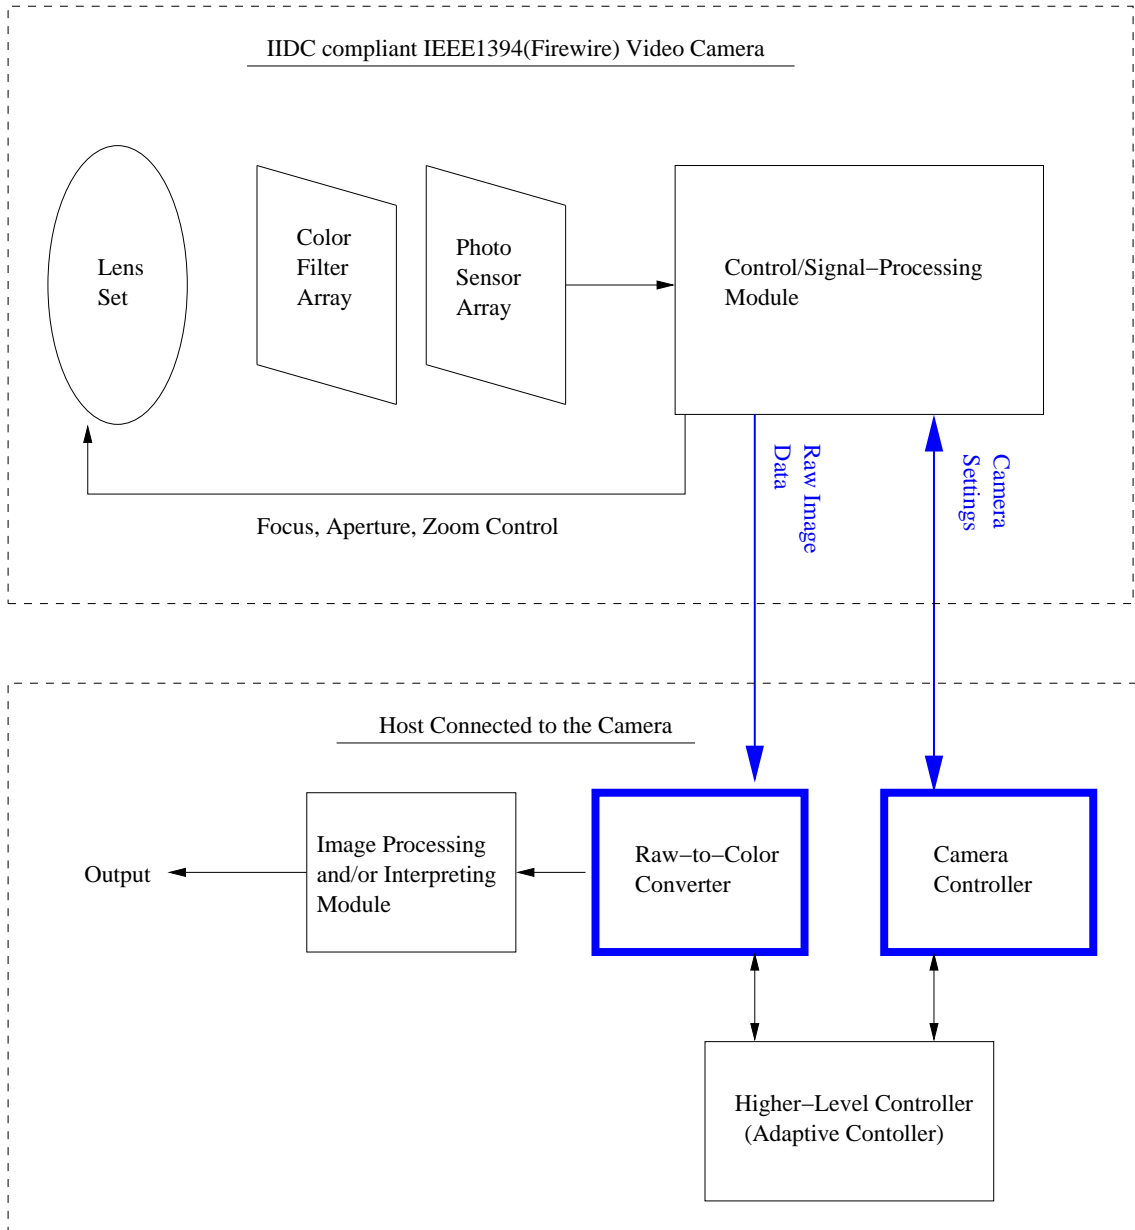 IIDC compliant IEEE1394(Firewire) Video Camera
Lens
Set
Color
Filter
Array
Photo
Sensor
Array
Control/Signal−Processing
Module
Focus, Aperture, Zoom Control
Raw Image
Data
Camera
Settings
Host Connected to the Camera
Output
Image Processing
and/or Interpreting
Module
Raw−to−Color
Converter
Camera
Controller
Higher−Level Controller
(Adaptive Contoller)